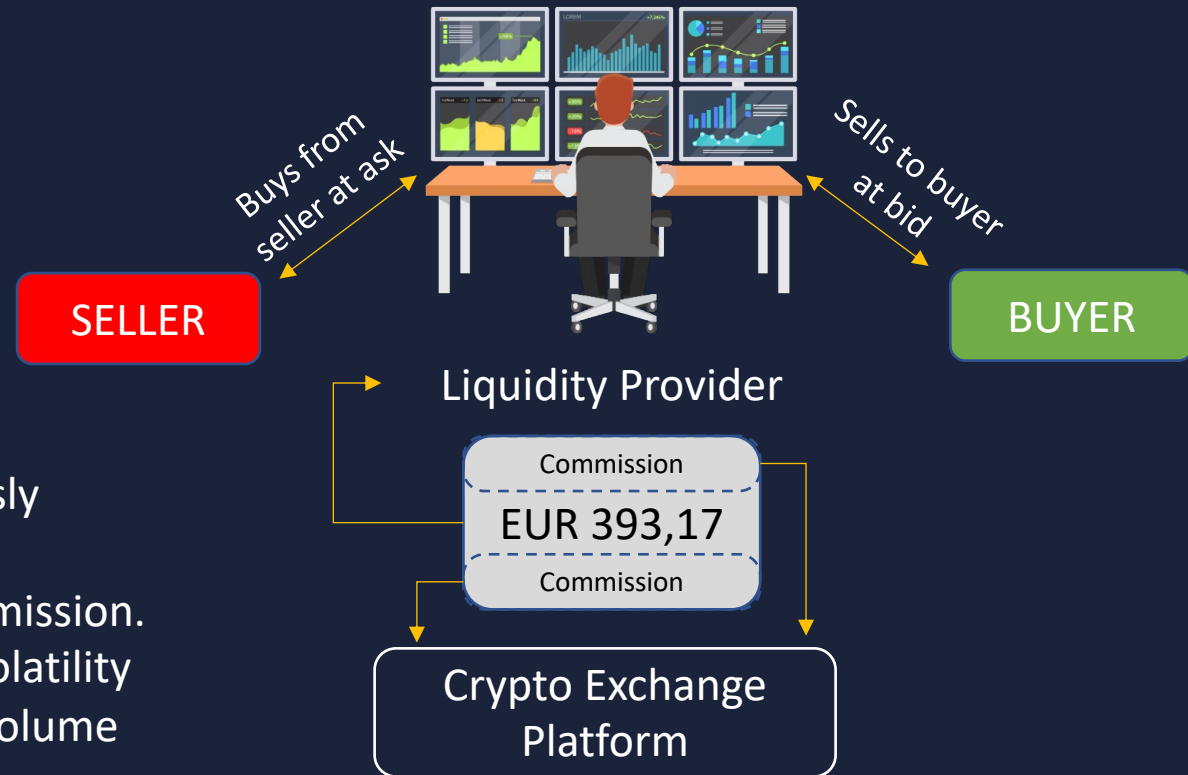 LOREM
Buys from
seller at ask
Sells to buyer
at bid
SELLER
BUYER
Liquidity Provider
Commission
EUR 393,17
Commission
Crypto Exchange
Platform
sly
mission.
olatility
olume